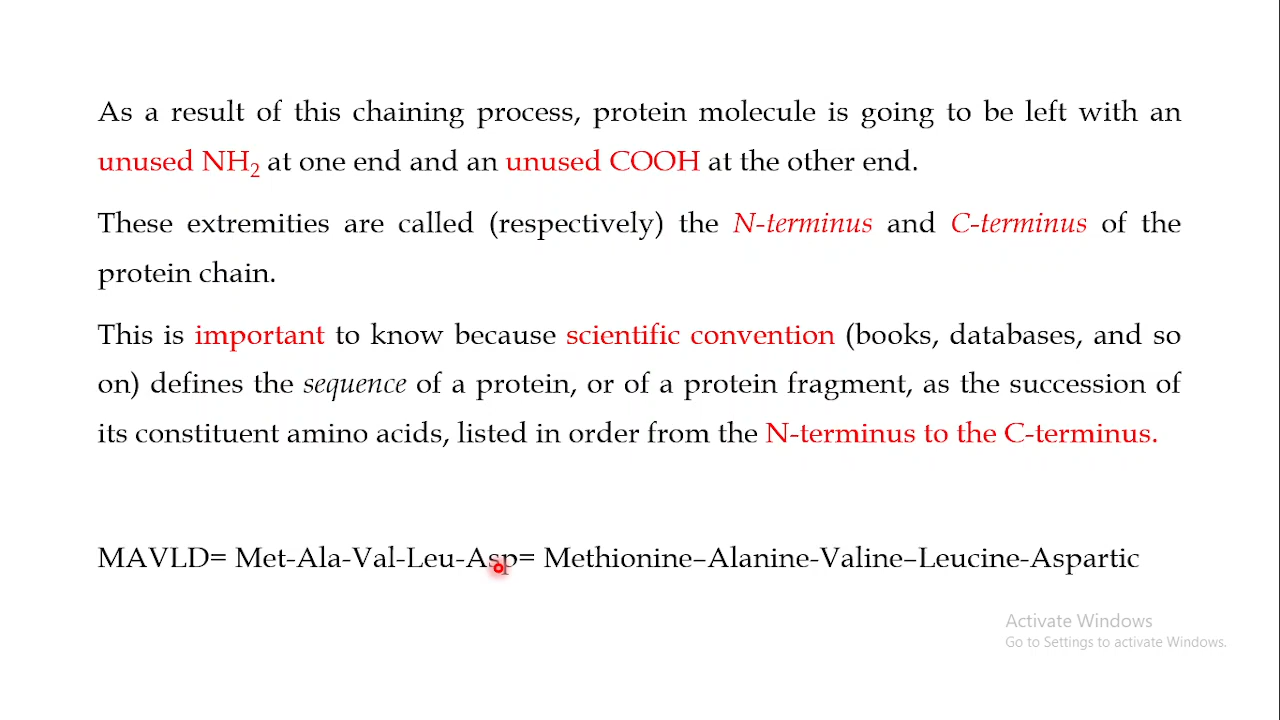 As a result of this chaining process, protein molecule is going to be left with an
unused NH₂ at one end and an unused COOH at the other end.
These extremities are called (respectively) the N-terminus and C-terminus of the
protein chain.
This is important to know because scientific convention (books, databases, and so
on) defines the sequence of a protein, or of a protein fragment, as the succession of
its constituent amino acids, listed in order from the N-terminus to the C-terminus.
MAVLD= Met-Ala-Val-Leu-Asp= Methionine–Alanine-Valine–Leucine-Aspartic
Activate Windows
Go to Settings to activate Windows.